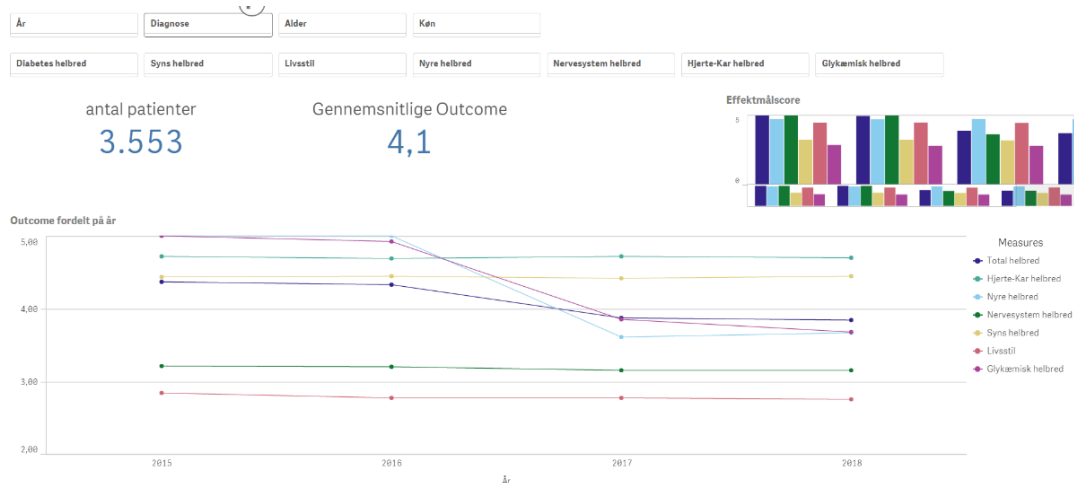 År Diagnose Alder Køn
Diabetes helbred Syns helbred Livsstil Nyre helbred Nervesystem helbred Hjerte-Kar helbred Glykæmisk helbred
antal patienter
3.553
Gennemsnitlige Outcome
4,1
Effektmålscore
5
0
Outcome fordelt på år
5,00
4,00
3,00
2,00
2015 2016 2017 2018
År
Measures
Total helbred
Hjerte-Kar helbred
Nyre helbred
Nervesystem helbred
Syns helbred
Livsstil
Glykæmisk helbred